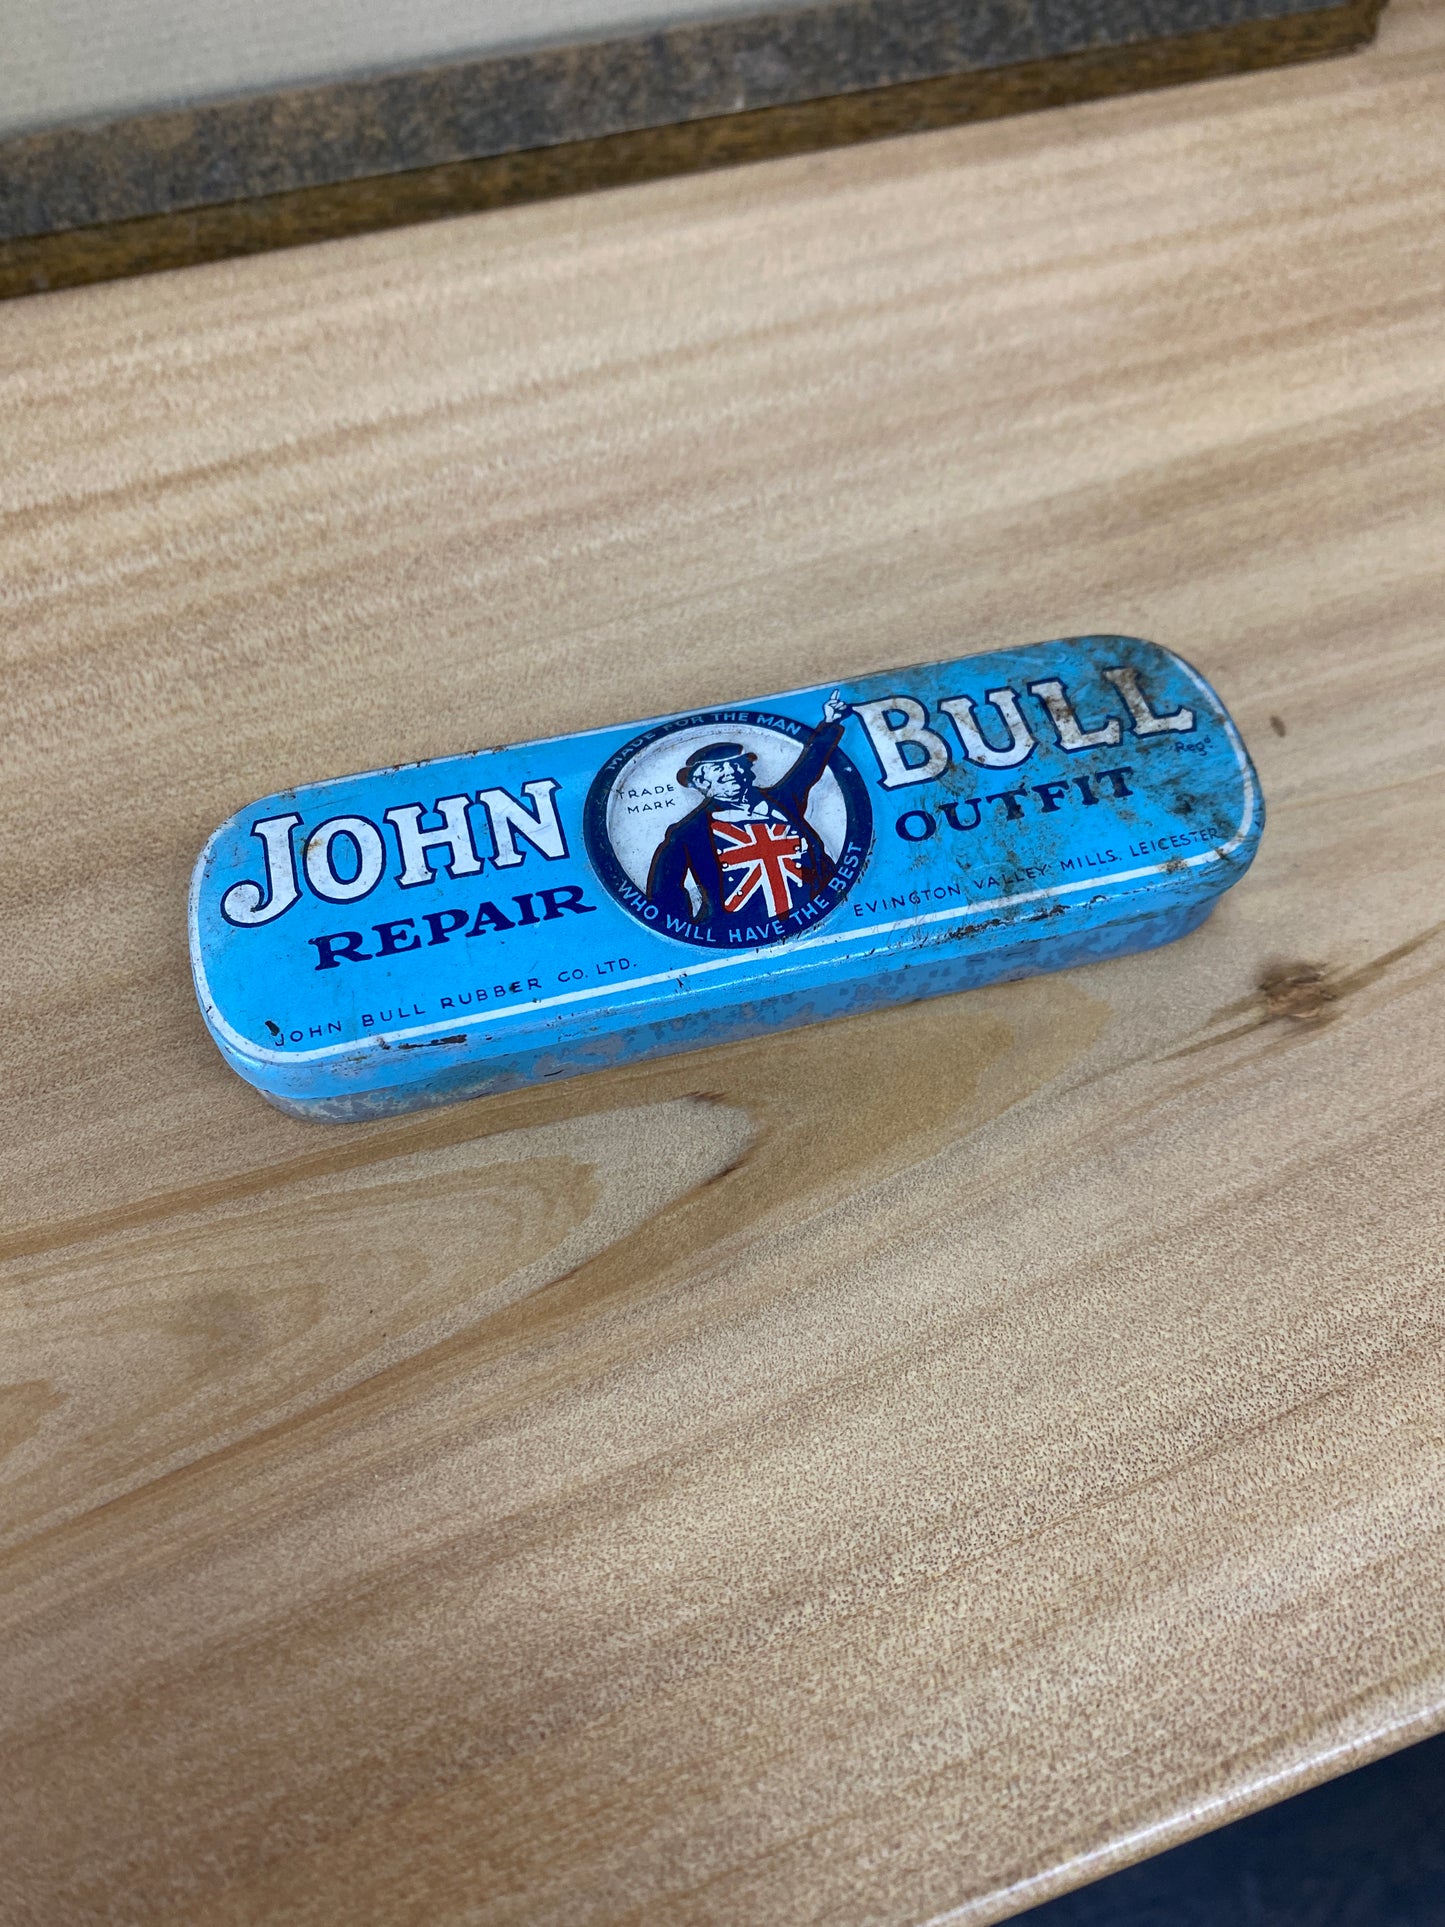 JOHN BULL
Regd
REPAIR OUTFIT
MADE FOR THE MAN
TRADE
MARK
WHO WILL HAVE THE BEST
JOHN BULL RUBBER CO. LTD.
EVINGTON VALLEY MILLS. LEICESTER